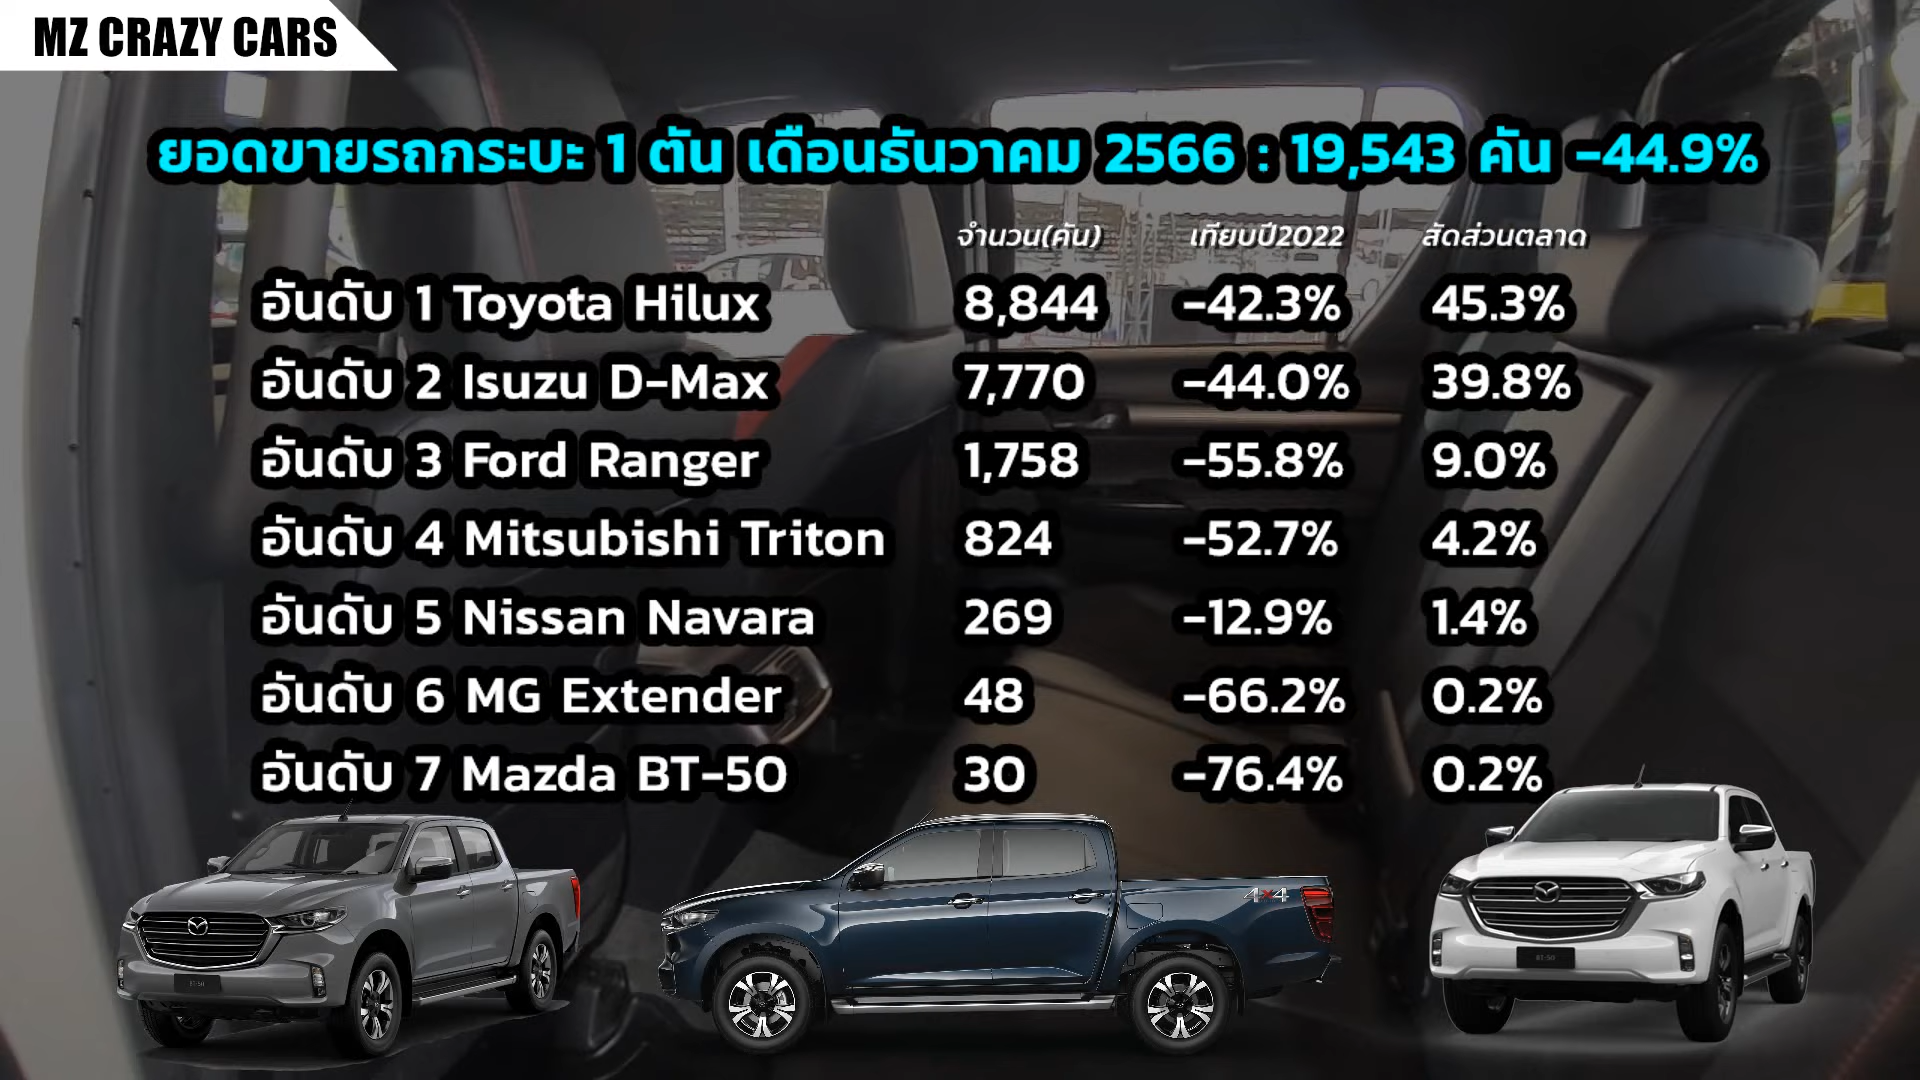 MZ CRAZY CARS
ยอดขายรถกระบะ 1 ตัน เดือนธันวาคม 2566 : 19,543 คัน -44.9%
จำนวน(คัน) เทียบปี2022 สัดส่วนตลาด
อันดับ 1 Toyota Hilux 8,844 -42.3% 45.3%
อันดับ 2 Isuzu D-Max 7,770 -44.0% 39.8%
อันดับ 3 Ford Ranger 1,758 -55.8% 9.0%
อันดับ 4 Mitsubishi Triton 824 -52.7% 4.2%
อันดับ 5 Nissan Navara 269 -12.9% 1.4%
อันดับ 6 MG Extender 48 -66.2% 0.2%
อันดับ 7 Mazda BT-50 30 -76.4% 0.2%
4x4
BT-50
BT-50